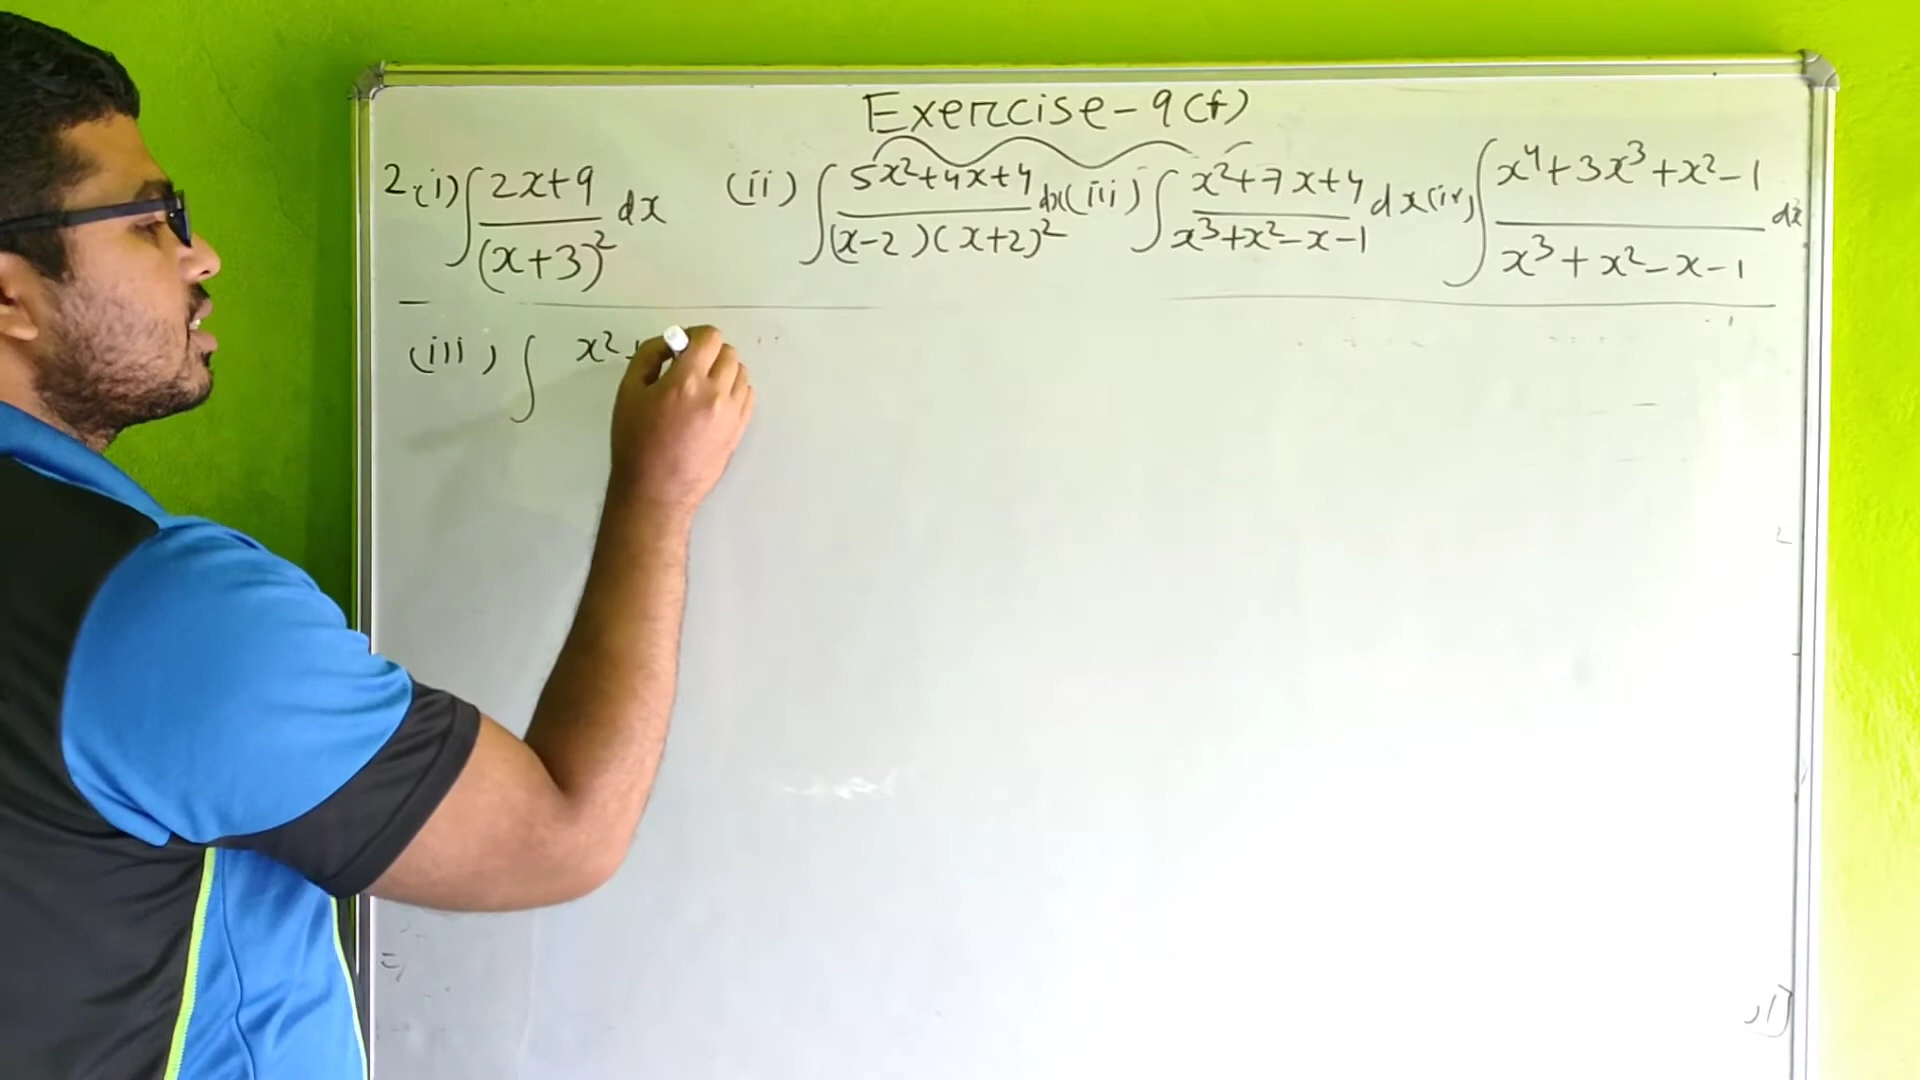 Exercise-9(f)
2(i) ∫ 2x+9 / (x+3)² dx (ii) ∫ 5x²+4x+4 / (x-2)(x+2)² dx (iii) ∫ x²+7x+4 / x³+x²-x-1 dx (iv) ∫ x⁴+3x³+x²-1 / x³+x²-x-1 dx
(iii) ∫ x²+